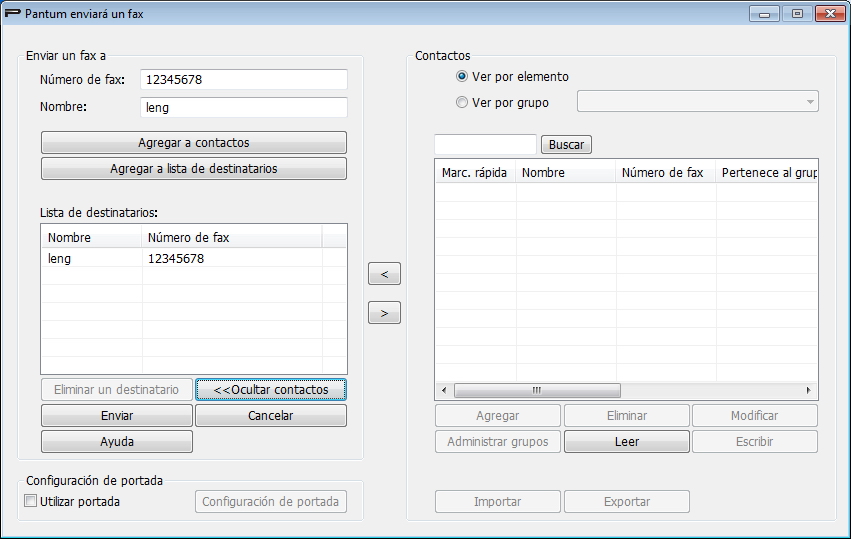 Pantum enviará un fax
Enviar un fax a
Número de fax: 12345678
Nombre: leng
Agregar a contactos
Agregar a lista de destinatarios
Lista de destinatarios:
Nombre Número de fax
leng 12345678
Eliminar un destinatario <<Ocultar contactos
Enviar Cancelar
Ayuda
Configuración de portada
Utilizar portada Configuración de portada
<
>
Contactos
Ver por elemento
Ver por grupo
Buscar
Marc. rápida Nombre Número de fax Pertenece al grup
Agregar Eliminar Modificar
Administrar grupos Leer Escribir
Importar Exportar